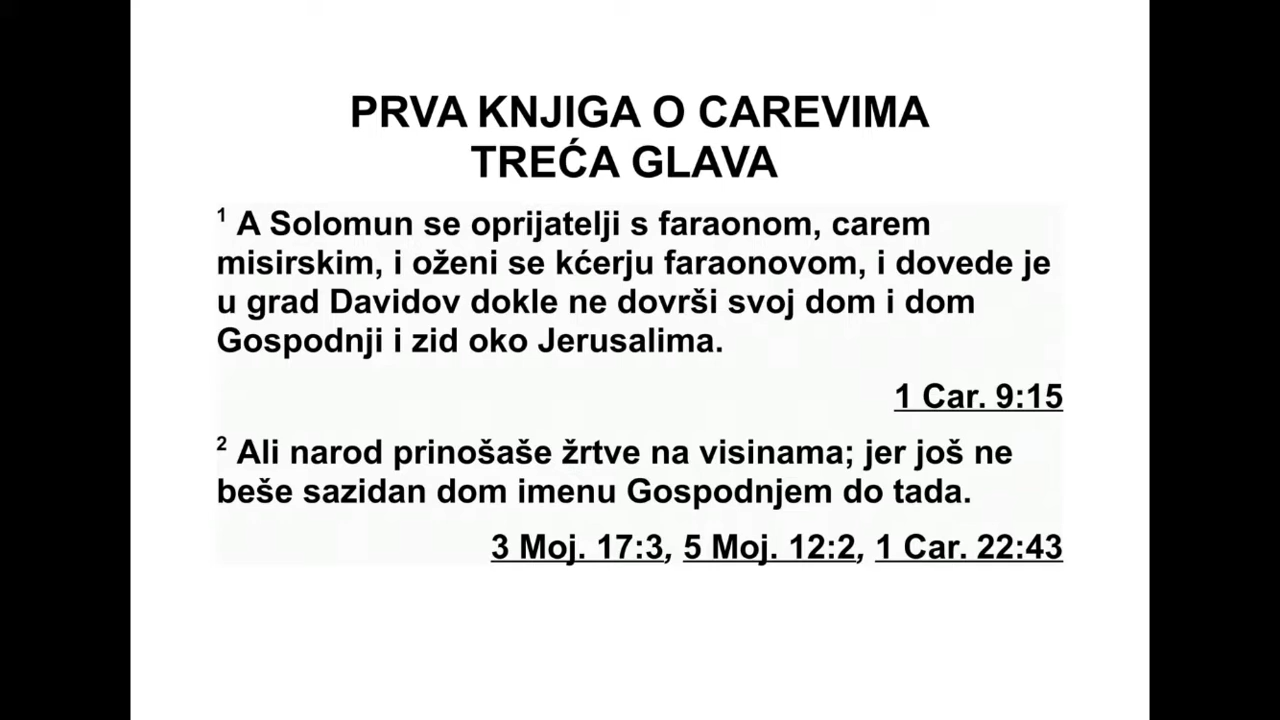 PRVA KNJIGA O CAREVIMA
TREĆA GLAVA
¹ A Solomun se oprijatelji s faraonom, carem
misirskim, i oženi se kćerju faraonovom, i dovede je
u grad Davidov dokle ne dovrši svoj dom i dom
Gospodnji i zid oko Jerusalima.
1 Car. 9:15
² Ali narod prinošaše žrtve na visinama; jer još ne
beše sazidan dom imenu Gospodnjem do tada.
3 Moj. 17:3, 5 Moj. 12:2, 1 Car. 22:43